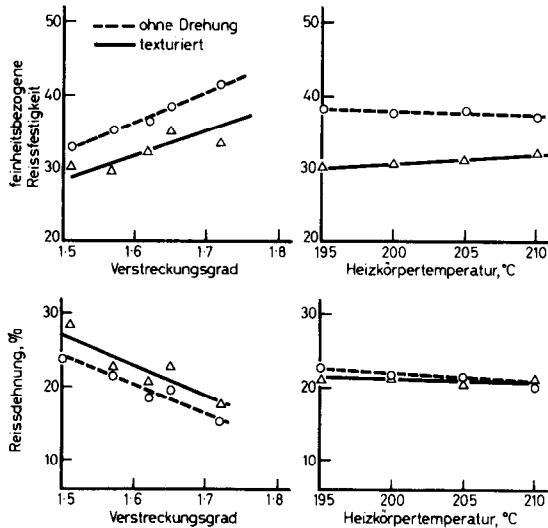 50
40
30
20
feinheitsbezogene
Reissfestigkeit
ohne Drehung
texturiert
1·5 1·6 1·7 1·8
Verstreckungsgrad
50
40
30
20
195 200 205 210
Heizkörpertemperatur, °C
30
20
10
Reissdehnung, %
1·5 1·6 1·7 1·8
Verstreckungsgrad
30
20
10
195 200 205 210
Heizkörpertemperatur, °C